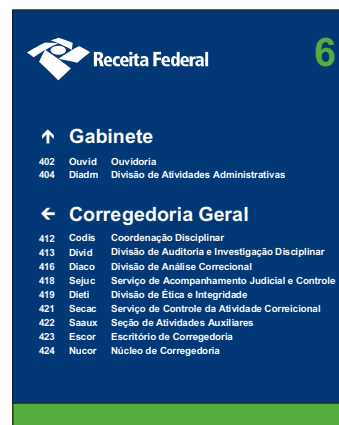 Receita Federal 6
↑ Gabinete
402 Ouvid Ouvidoria
404 Diadm Divisão de Atividades Administrativas
← Corregedoria Geral
412 Codis Coordenação Disciplinar
413 Divid Divisão de Auditoria e Investigação Disciplinar
416 Diaco Divisão de Análise Correcional
418 Sejuc Serviço de Acompanhamento Judicial e Controle
419 Dieti Divisão de Ética e Integridade
421 Secac Serviço de Controle da Atividade Correicional
422 Saaux Seção de Atividades Auxiliares
423 Escor Escritório de Corregedoria
424 Nucor Núcleo de Corregedoria